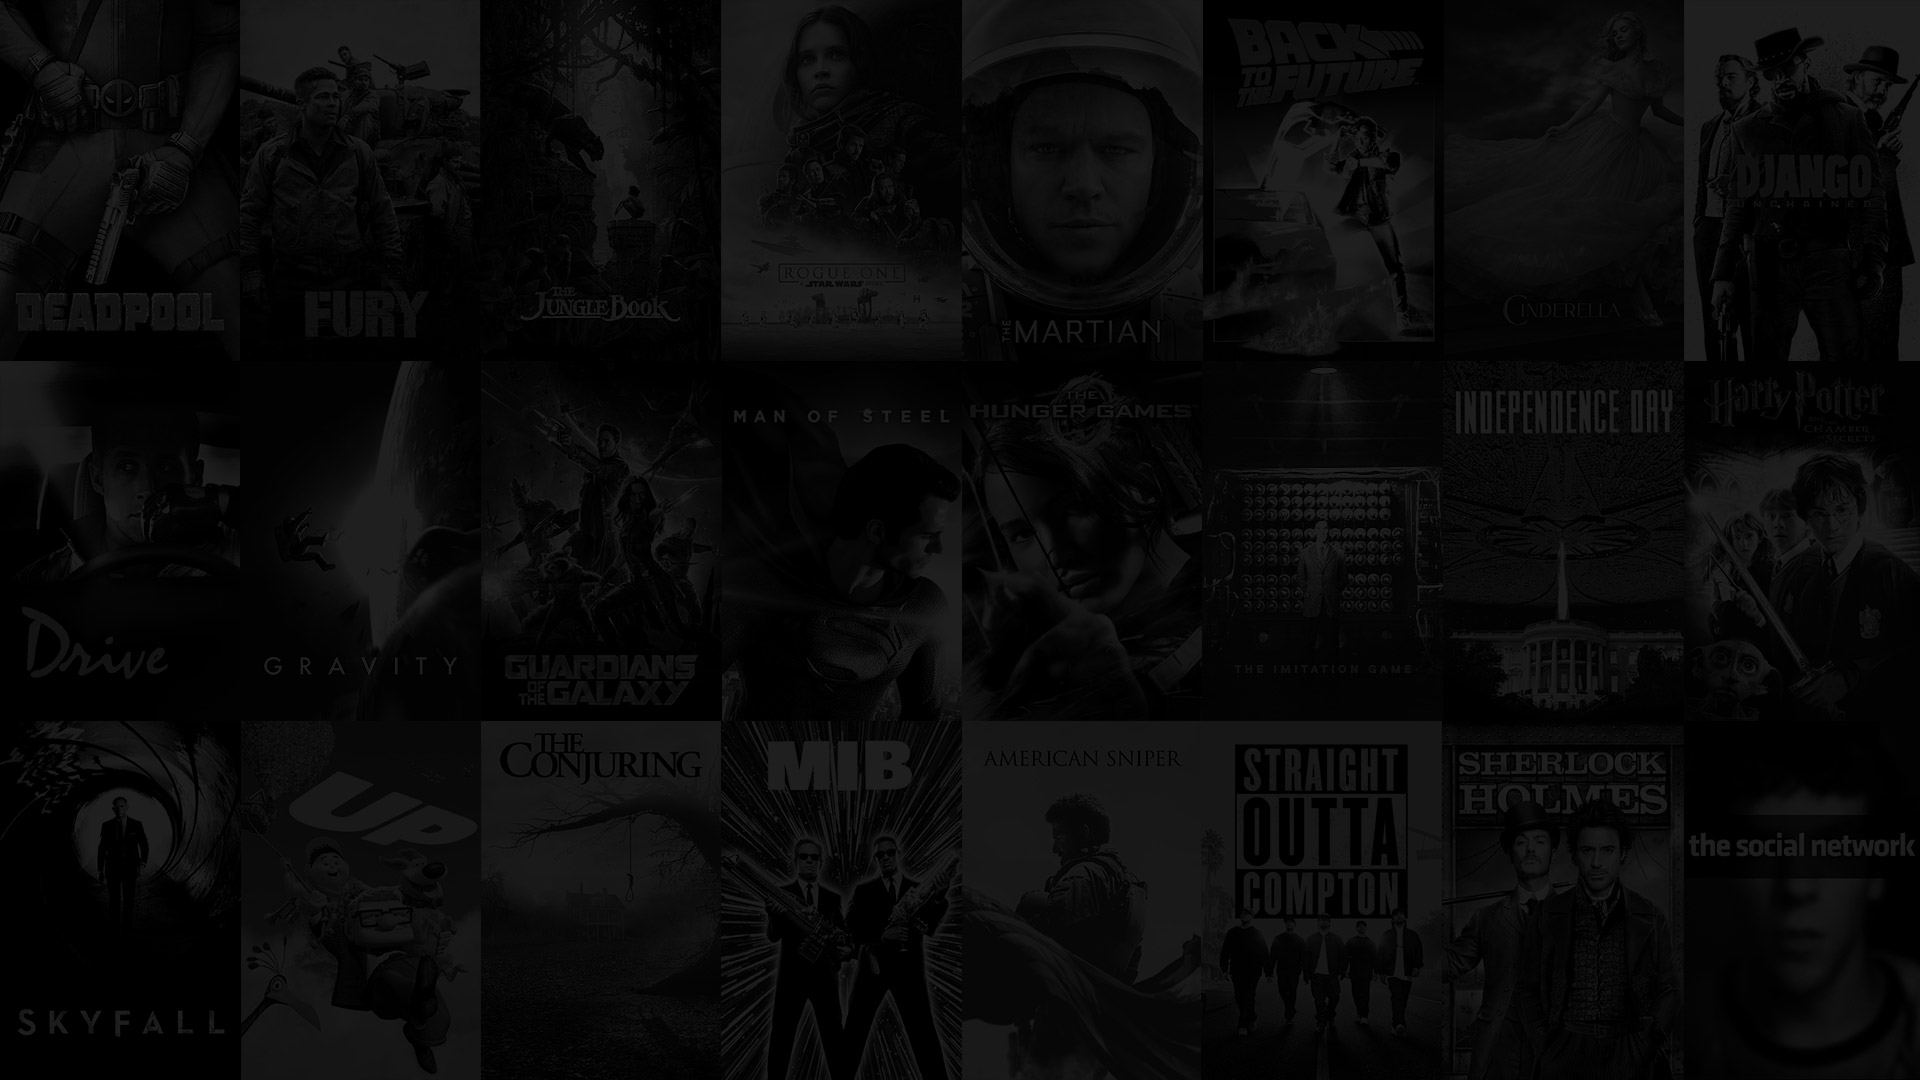 DEADPOOL
FURY
THE
JUNGLE BOOK
ROGUE ONE
A STAR WARS STORY
THE MARTIAN
BACK
TO THE FUTURE
CINDERELLA
DJANGO
UNCHAINED
Drive
GRAVITY
GUARDIANS
OF THE GALAXY
MAN OF STEEL
THE
HUNGER GAMES
THE IMITATION GAME
INDEPENDENCE DAY
Harry Potter
AND THE
CHAMBER
OF SECRETS
SKYFALL
UP
THE
CONJURING
MIB
AMERICAN SNIPER
STRAIGHT
OUTTA
COMPTON
SHERLOCK
HOLMES
the social network